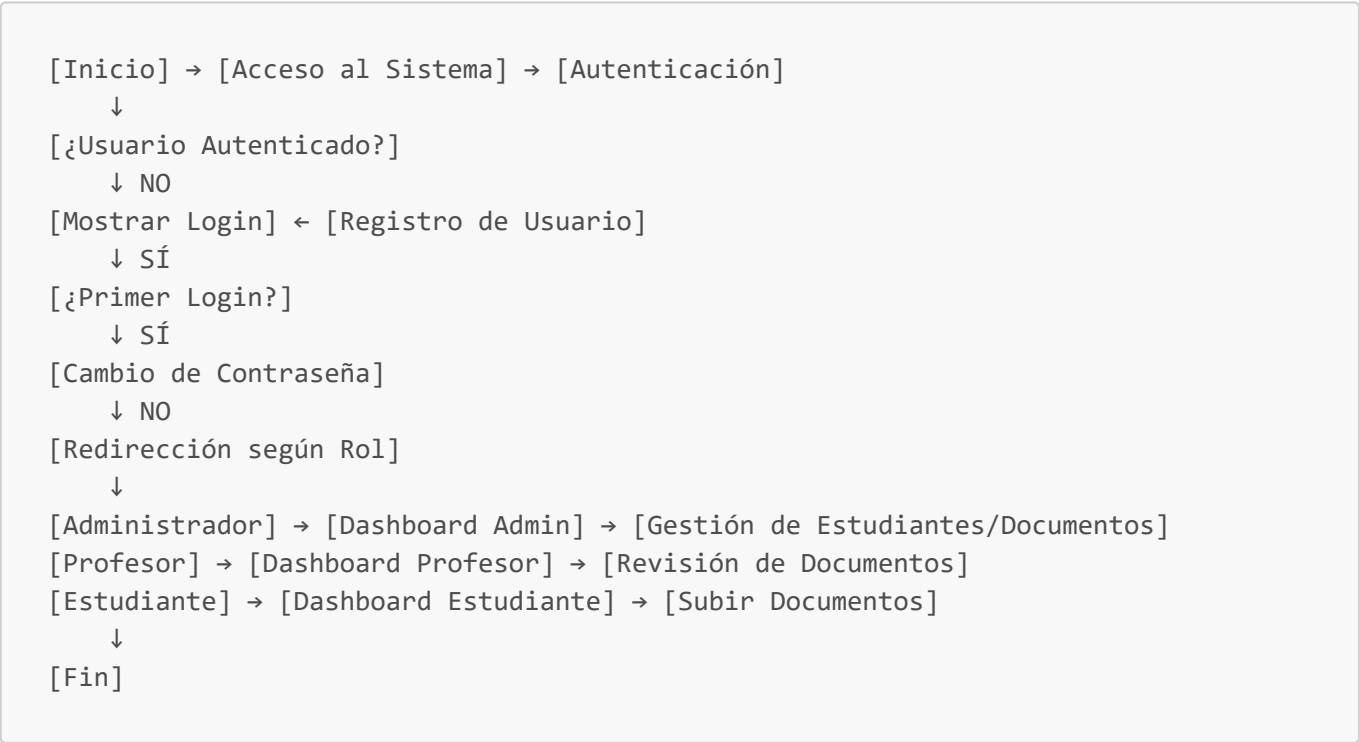 [Inicio] → [Acceso al Sistema] → [Autenticación]
↓
[¿Usuario Autenticado?]
↓ NO
[Mostrar Login] ← [Registro de Usuario]
↓ SÍ
[¿Primer Login?]
↓ SÍ
[Cambio de Contraseña]
↓ NO
[Redirección según Rol]
↓
[Administrador] → [Dashboard Admin] → [Gestión de Estudiantes/Documentos]
[Profesor] → [Dashboard Profesor] → [Revisión de Documentos]
[Estudiante] → [Dashboard Estudiante] → [Subir Documentos]
↓
[Fin]